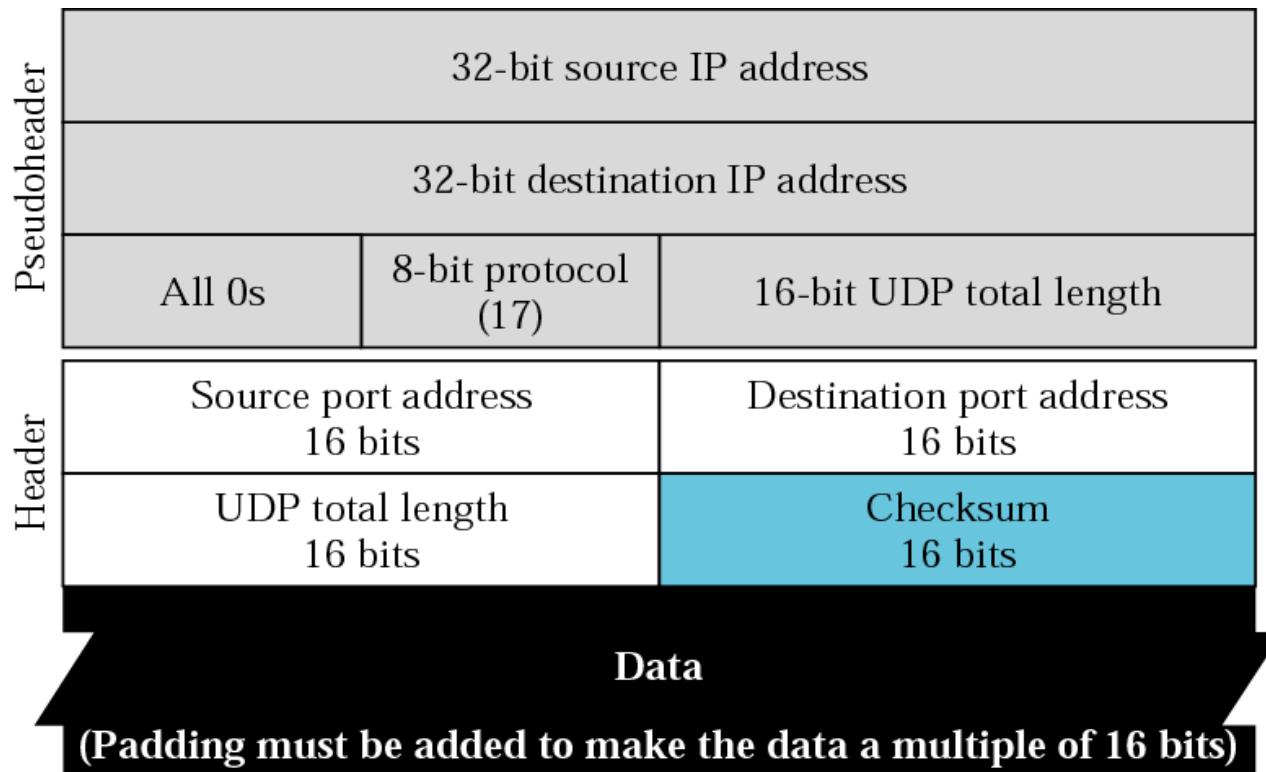 Pseudoheader
32-bit source IP address
32-bit destination IP address
All 0s
8-bit protocol
(17)
16-bit UDP total length
Header
Source port address
16 bits
Destination port address
16 bits
UDP total length
16 bits
Checksum
16 bits
Data
(Padding must be added to make the data a multiple of 16 bits)